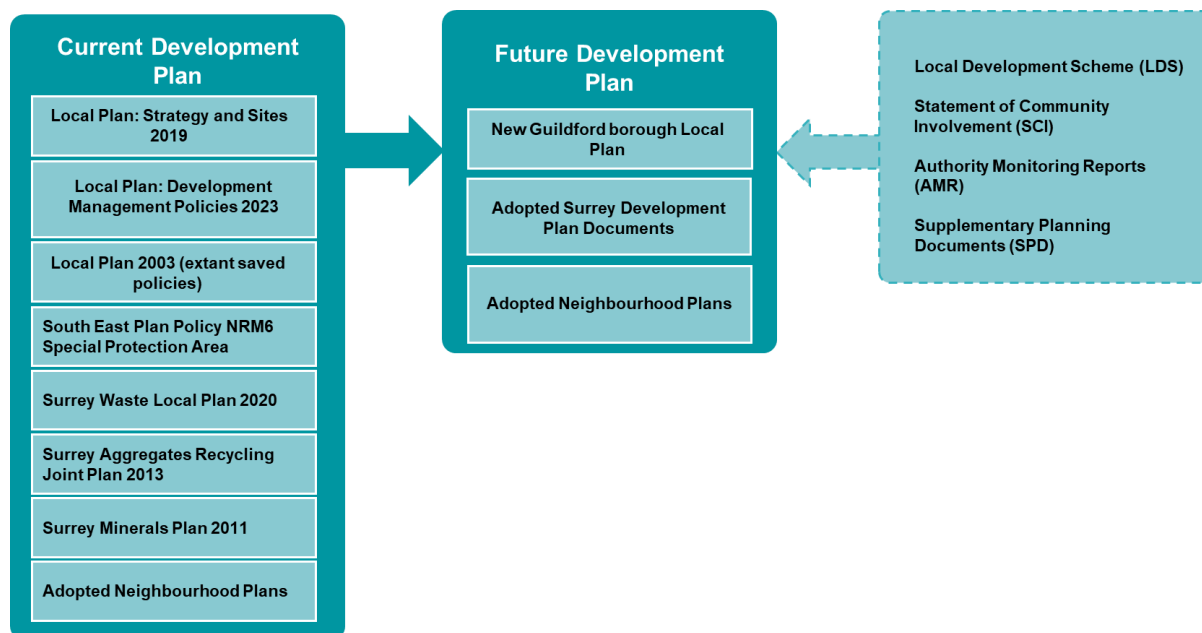 Current Development
Plan
Local Plan: Strategy and Sites
2019
Local Plan: Development
Management Policies 2023
Local Plan 2003 (extant saved
policies)
South East Plan Policy NRM6
Special Protection Area
Surrey Waste Local Plan 2020
Surrey Aggregates Recycling
Joint Plan 2013
Surrey Minerals Plan 2011
Adopted Neighbourhood Plans
Future Development
Plan
New Guildford borough Local
Plan
Adopted Surrey Development
Plan Documents
Adopted Neighbourhood Plans
Local Development Scheme (LDS)
Statement of Community
Involvement (SCI)
Authority Monitoring Reports
(AMR)
Supplementary Planning
Documents (SPD)